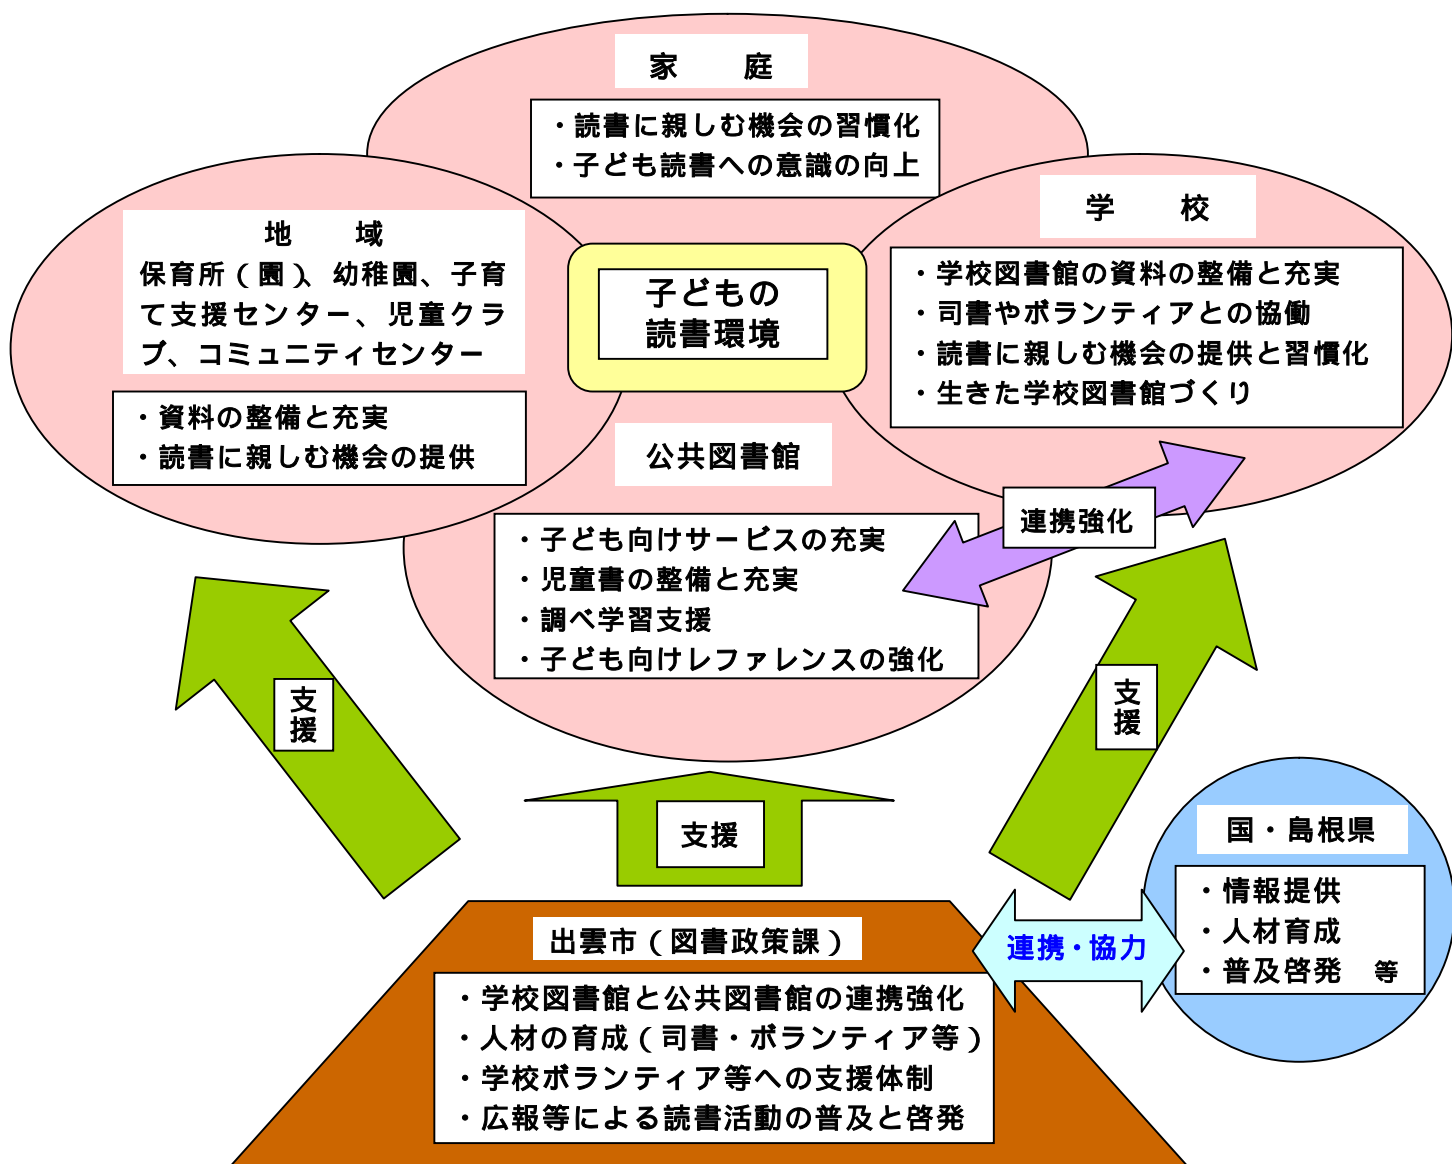 家　　庭
・読書に親しむ機会の習慣化
・子ども読書への意識の向上
地　　域
保育所（園）、幼稚園、子育
て支援センター、児童クラ
ブ、コミュニティセンター
・資料の整備と充実
・読書に親しむ機会の提供
子どもの
読書環境
学　　校
・学校図書館の資料の整備と充実
・司書やボランティアとの協働
・読書に親しむ機会の提供と習慣化
・生きた学校図書館づくり
公共図書館
・子ども向けサービスの充実
・児童書の整備と充実
・調べ学習支援
・子ども向けレファレンスの強化
連携強化
支
援
支援
支
援
国・島根県
・情報提供
・人材育成
・普及啓発　等
連携・協力
出雲市（図書政策課）
・学校図書館と公共図書館の連携強化
・人材の育成（司書・ボランティア等）
・学校ボランティア等への支援体制
・広報等による読書活動の普及と啓発